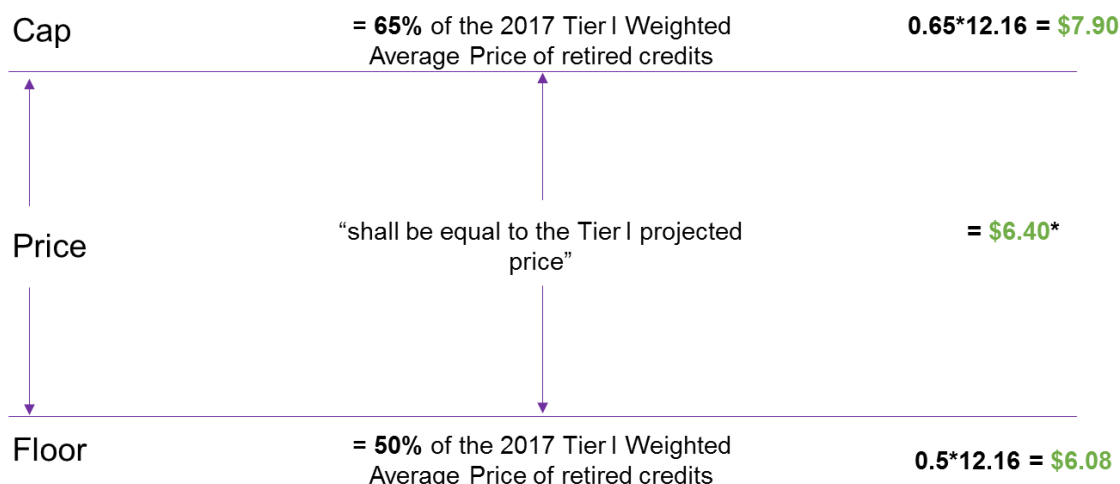 Cap
= 65% of the 2017 Tier I Weighted
Average Price of retired credits
0.65*12.16 = $7.90
Price
“shall be equal to the Tier I projected
price”
= $6.40*
Floor
= 50% of the 2017 Tier I Weighted
Average Price of retired credits
0.5*12.16 = $6.08